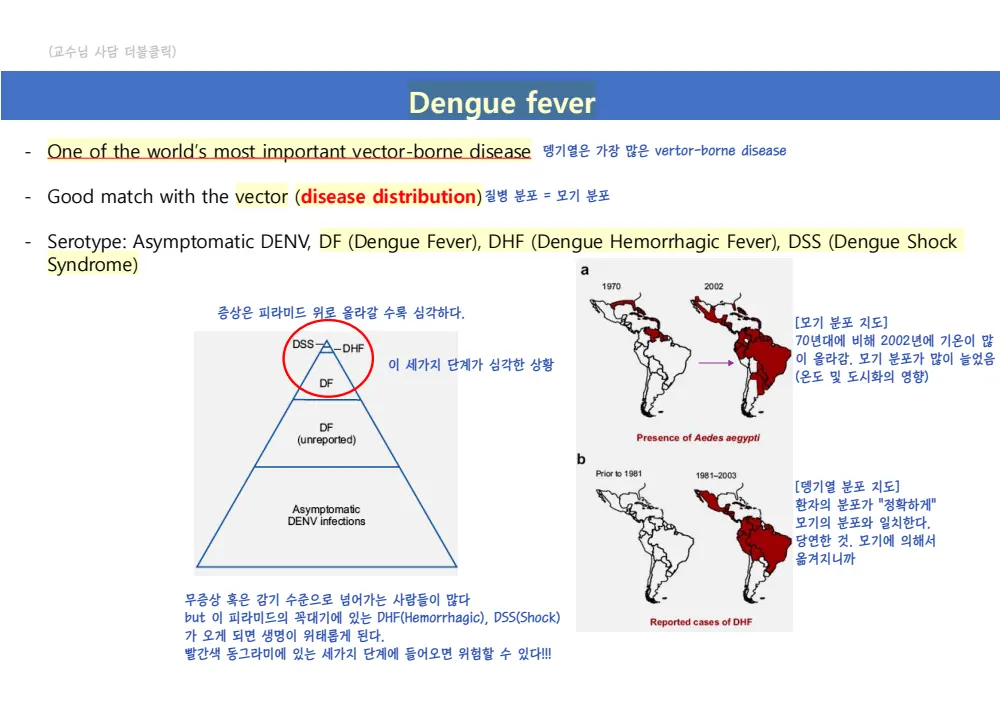 (교수님 사담 더블클릭)
Dengue fever
- One of the world's most important vector-borne disease 뎅기열은 가장 많은 vertor-borne disease
- Good match with the vector (disease distribution) 질병 분포 = 모기 분포
- Serotype: Asymptomatic DENV, DF (Dengue Fever), DHF (Dengue Hemorrhagic Fever), DSS (Dengue Shock
Syndrome)
증상은 피라미드 위로 올라갈 수록 심각하다.
DSS
DHF
DF
이 세가지 단계가 심각한 상황
DF
(unreported)
Asymptomatic
DENV infections
무증상 혹은 감기 수준으로 넘어가는 사람들이 많다
but 이 피라미드의 꼭대기에 있는 DHF(Hemorrhagic), DSS(Shock)
가 오게 되면 생명이 위태롭게 된다.
빨간색 동그라미에 있는 세가지 단계에 들어오면 위험할 수 있다!!!
a
1970
2002
Presence of Aedes aegypti
[모기 분포 지도]
70년대에 비해 2002년에 기온이 많
이 올라감. 모기 분포가 많이 늘었음
(온도 및 도시화의 영향)
b
Prior to 1981
1981–2003
Reported cases of DHF
[뎅기열 분포 지도]
환자의 분포가 "정확하게"
모기의 분포와 일치한다.
당연한 것. 모기에 의해서
옮겨지니까